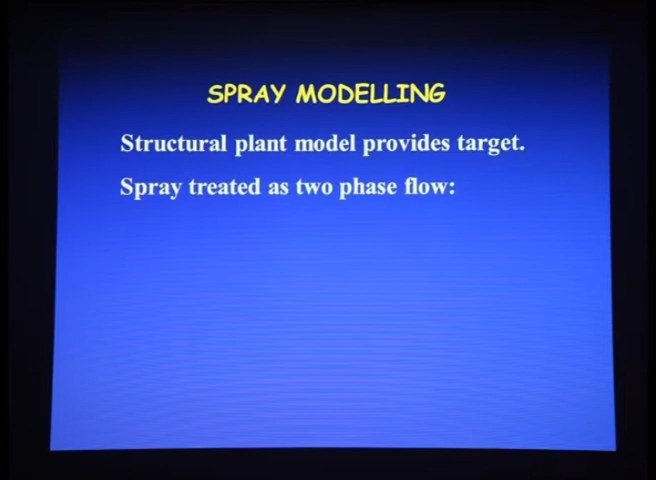 SPRAY MODELLING
Structural plant model provides target.
Spray treated as two phase flow: